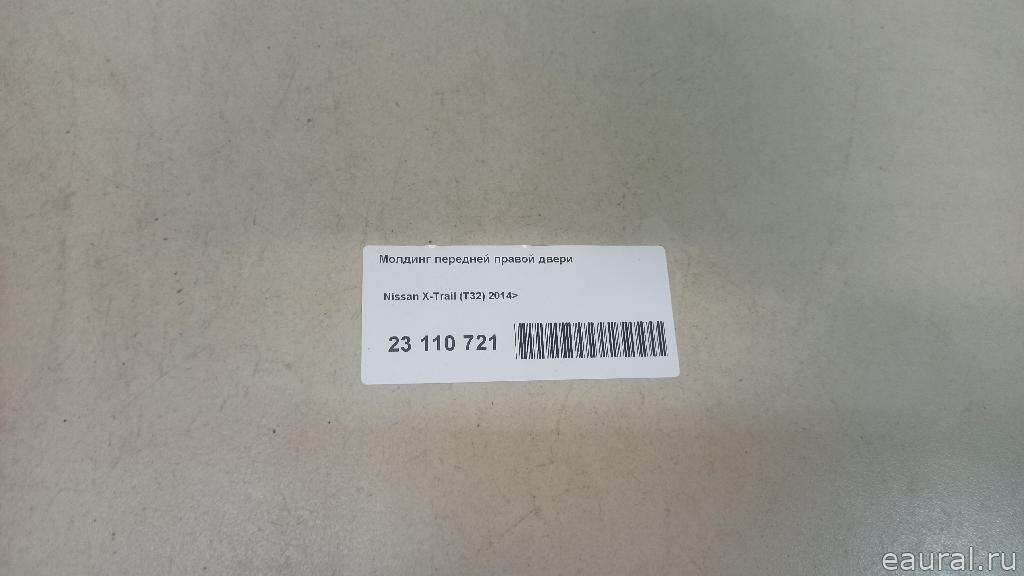 Молдинг передней правой двери
Nissan X-Trail (T32) 2014>
23 110 721
eaural.ru